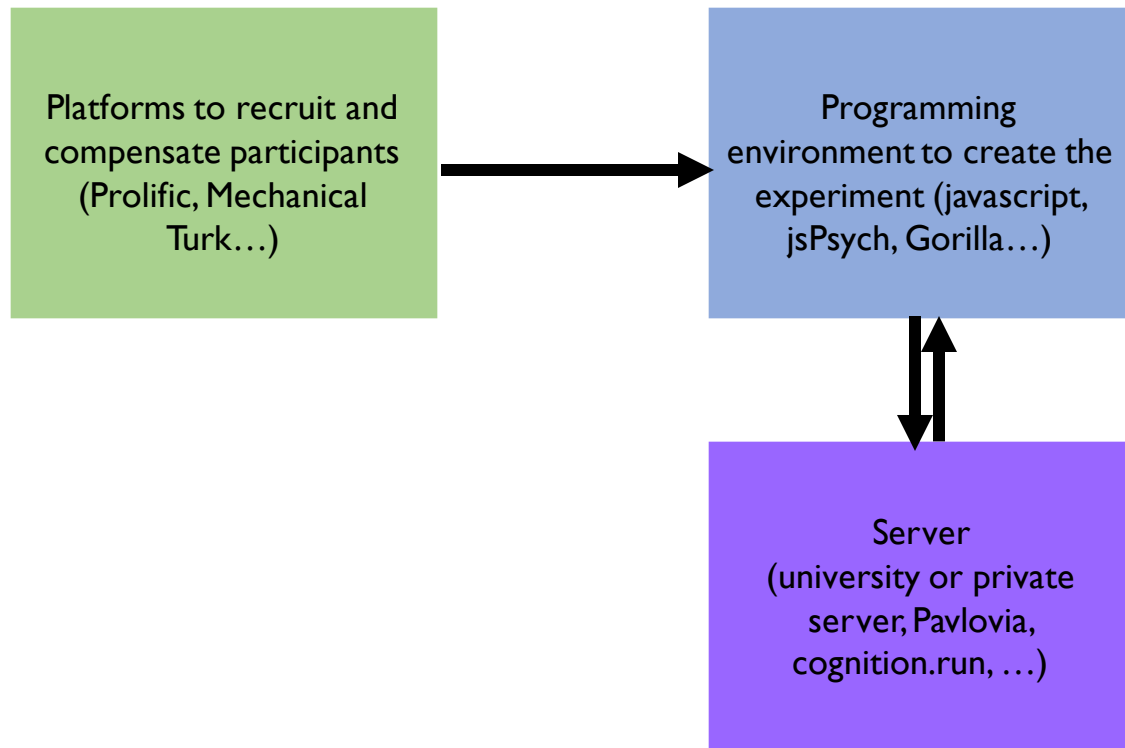 Platforms to recruit and
compensate participants
(Prolific, Mechanical
Turk…)
Programming
environment to create the
experiment (javascript,
jsPsych, Gorilla…)
Server
(university or private
server, Pavlovia,
cognition.run, …)